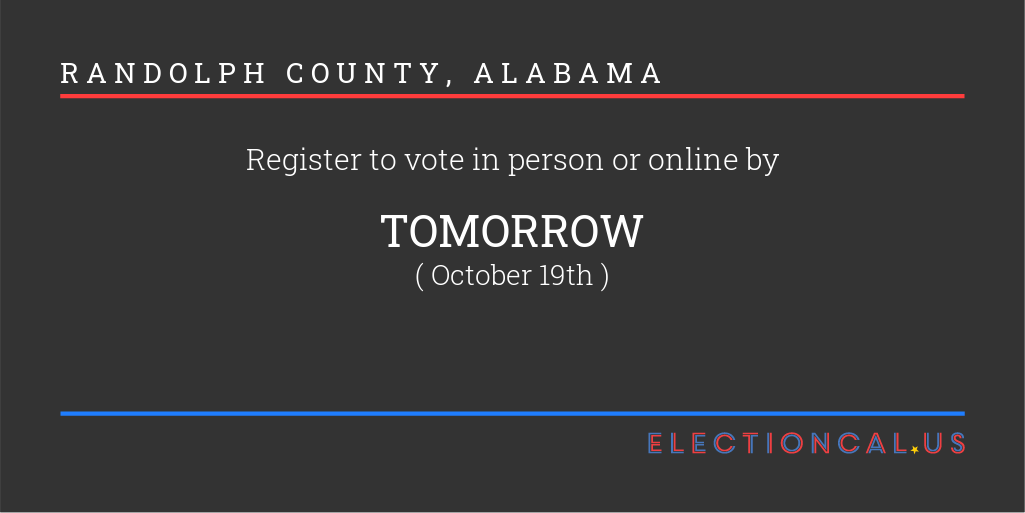 RANDOLPH COUNTY, ALABAMA
Register to vote in person or online by
TOMORROW
( October 19th )
ELECTIONCAL.US